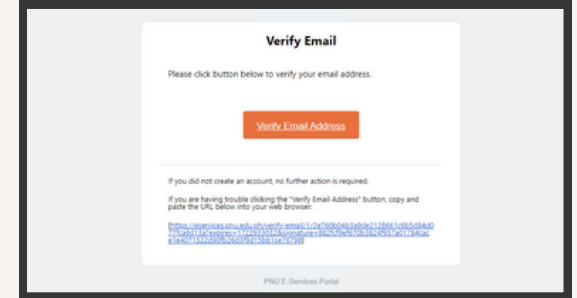 Verify Email
Please click button below to verify your email address.
Verify Email Address
If you did not create an account, no further action is required.
If you are having trouble clicking the "Verify Email Address" button, copy and
paste the URL below into your web browser:
PNU E-Services Portal